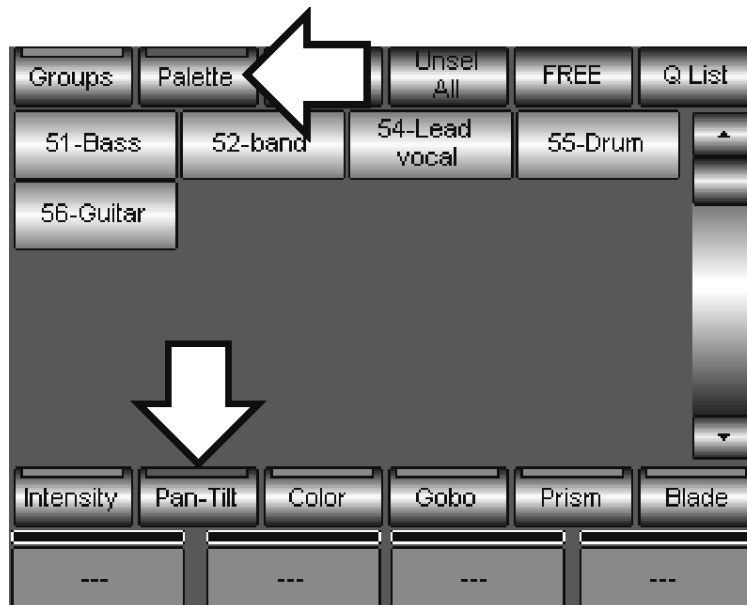 Groups Palette Unsel All FREE Q List
51-Bass 52-band 54-Lead vocal 55-Drum
56-Guitar
Intensity Pan-Tilt Color Gobo Prism Blade
--- --- --- ---